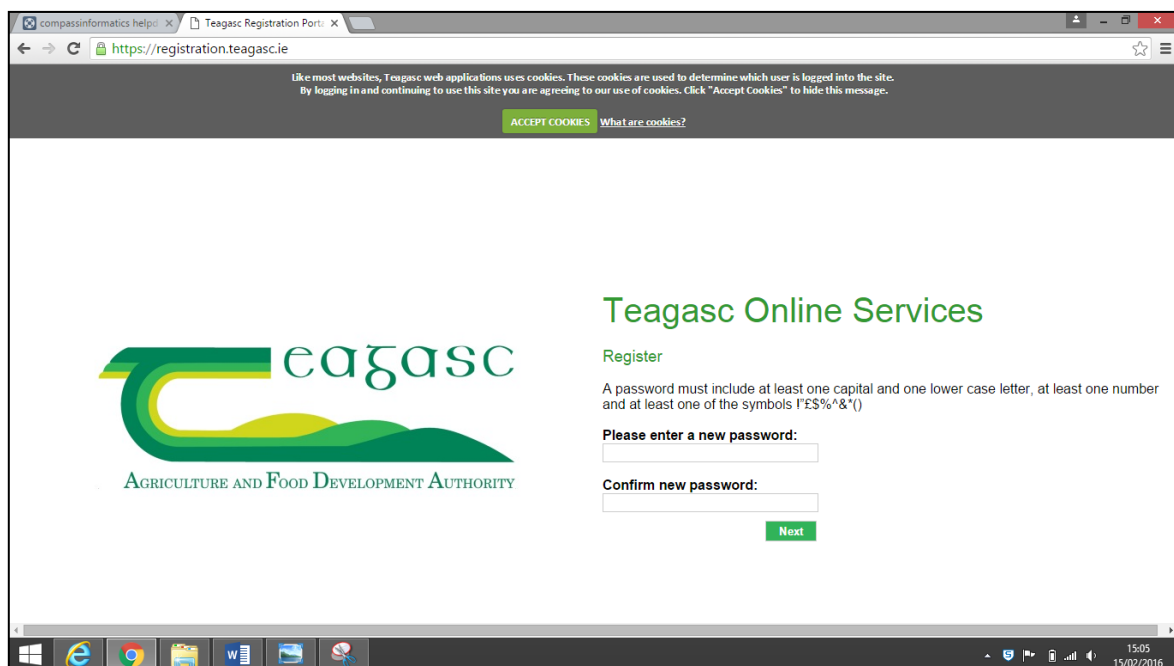 compassinformatics helpd
Teagasc Registration Porta
https://registration.teagasc.ie
Like most websites, Teagasc web applications uses cookies. These cookies are used to determine which user is logged into the site.
By logging in and continuing to use this site you are agreeing to our use of cookies. Click "Accept Cookies" to hide this message.
ACCEPT COOKIES What are cookies?
Teagasc Online Services
Register
A password must include at least one capital and one lower case letter, at least one number
and at least one of the symbols !"£$%^&*()
Please enter a new password:
Confirm new password:
Next
eagasc
AGRICULTURE AND FOOD DEVELOPMENT AUTHORITY
15:05
15/02/2016